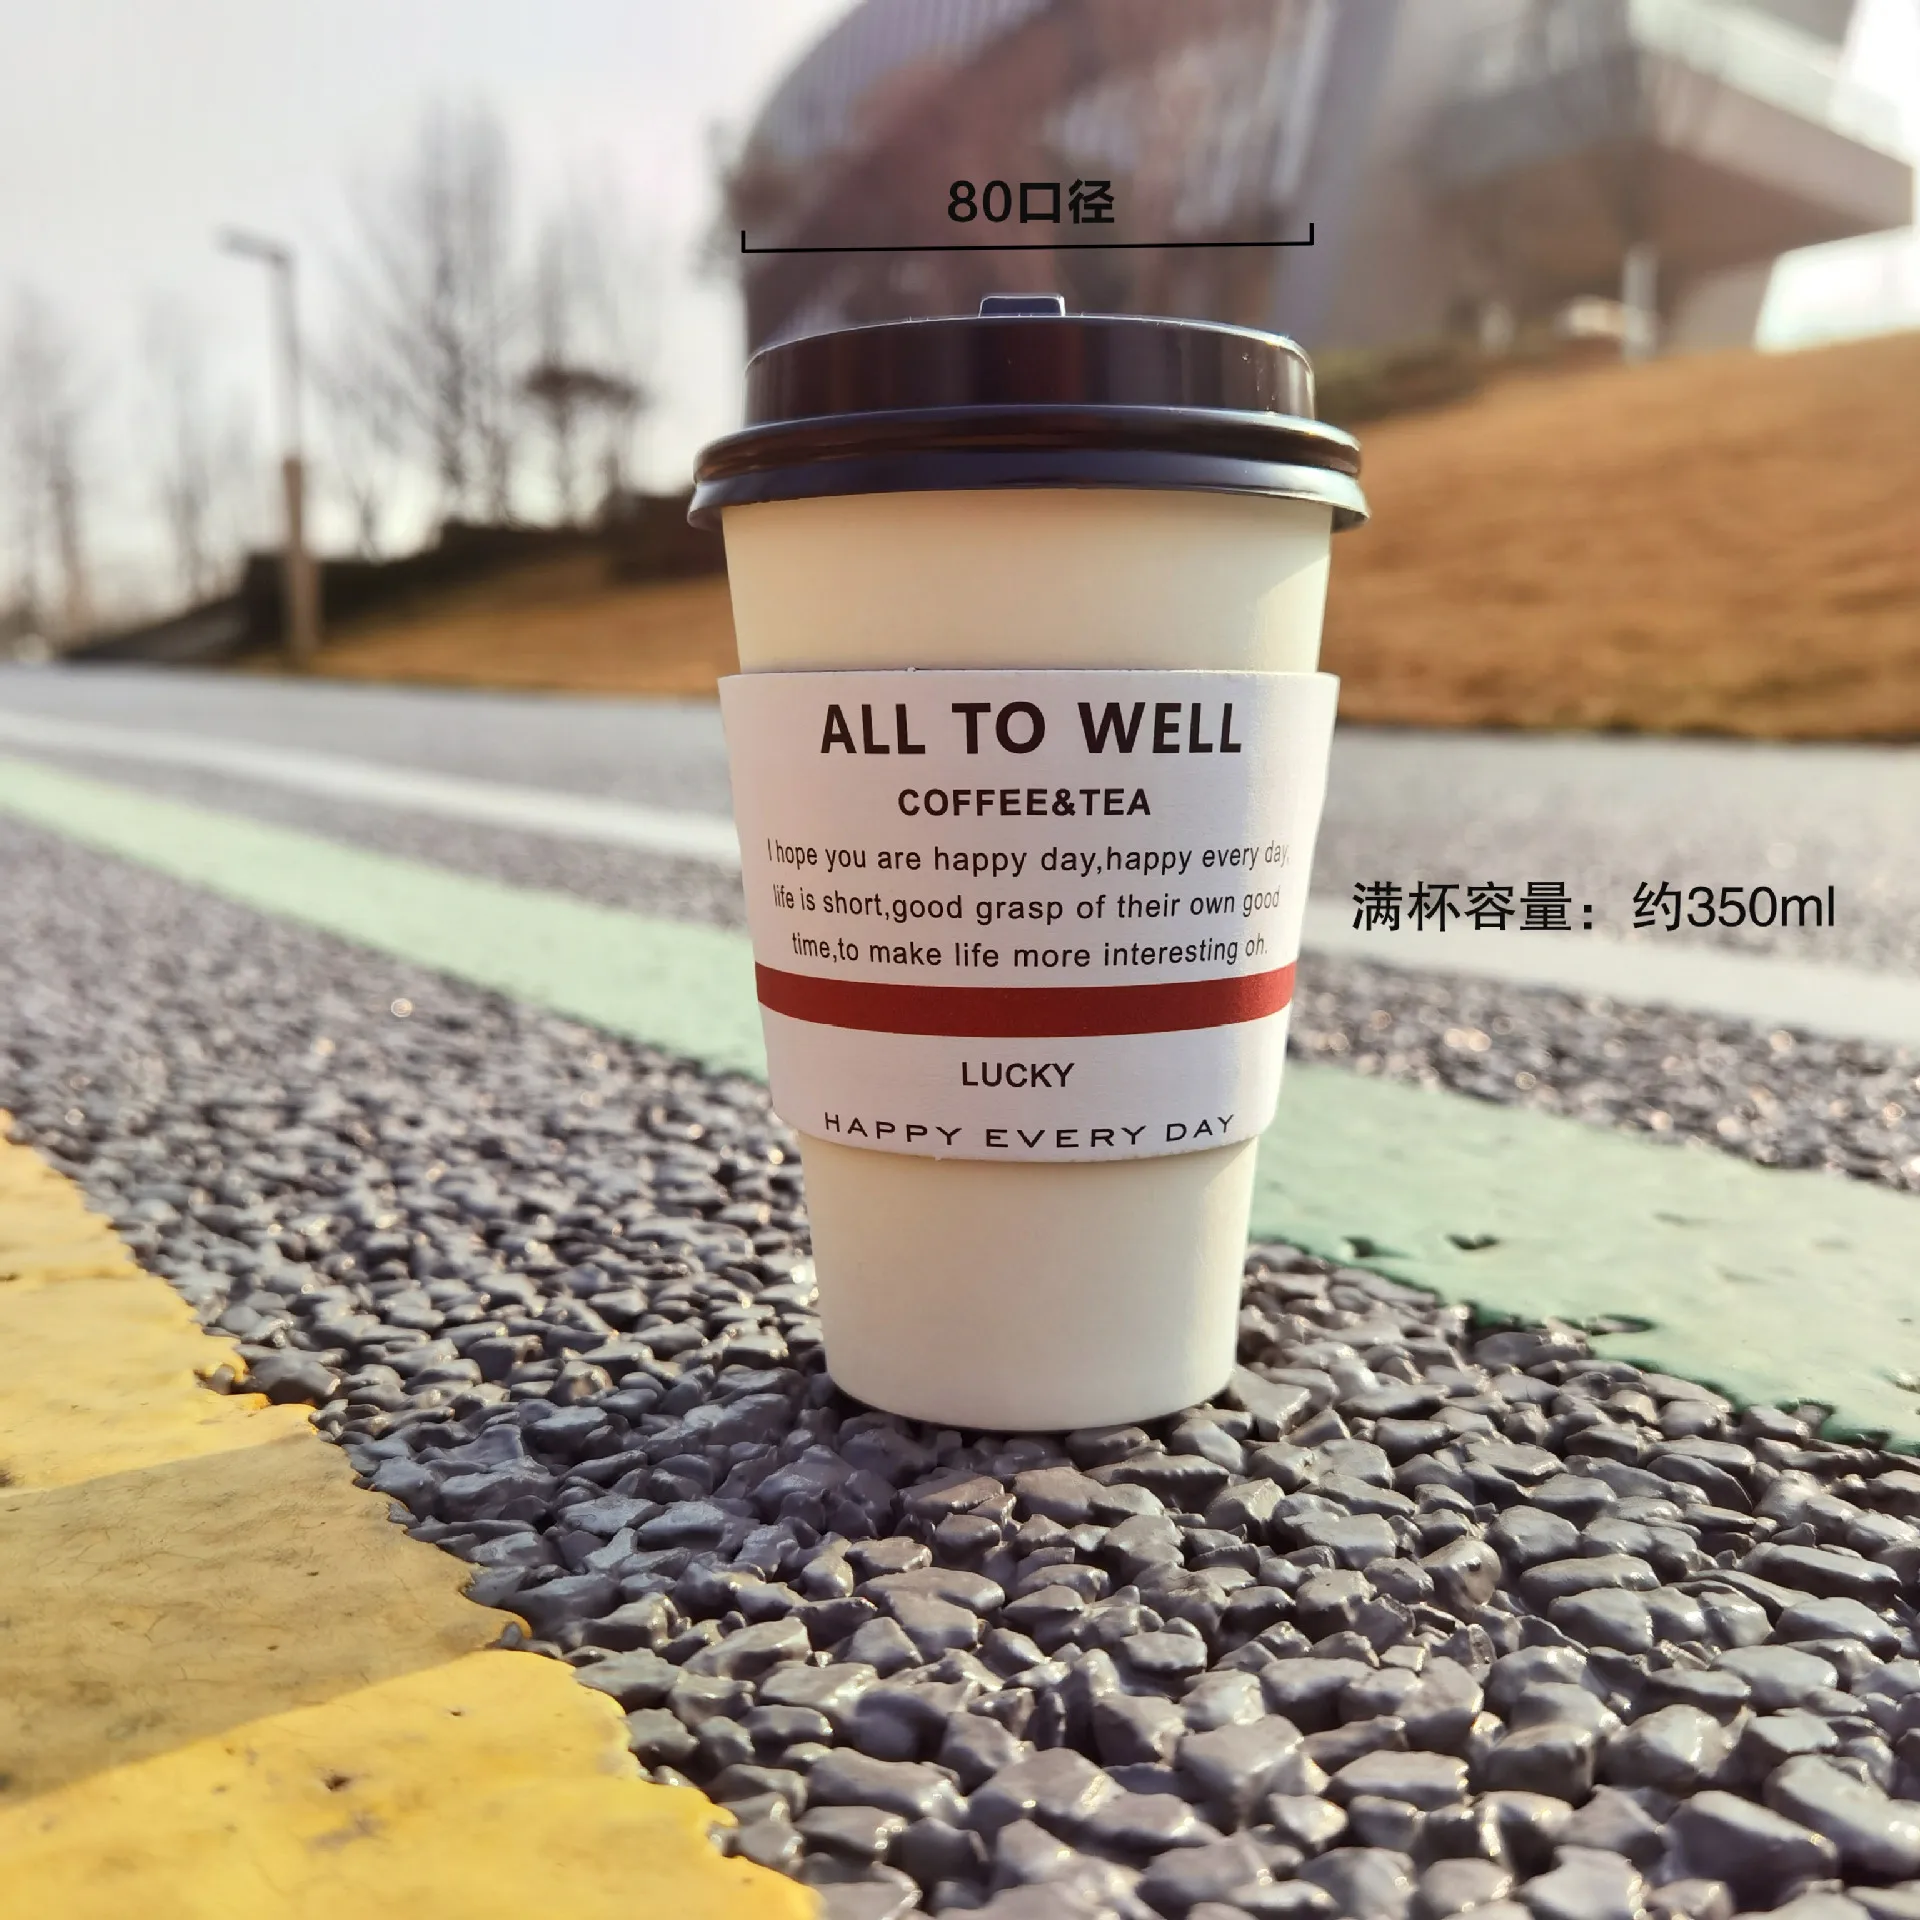 80口径
ALL TO WELL
COFFEE&TEA
I hope you are happy day,happy every day,
life is short,good grasp of their own good
time,to make life more interesting oh.
满杯容量：约350ml
LUCKY
HAPPY EVERY DAY